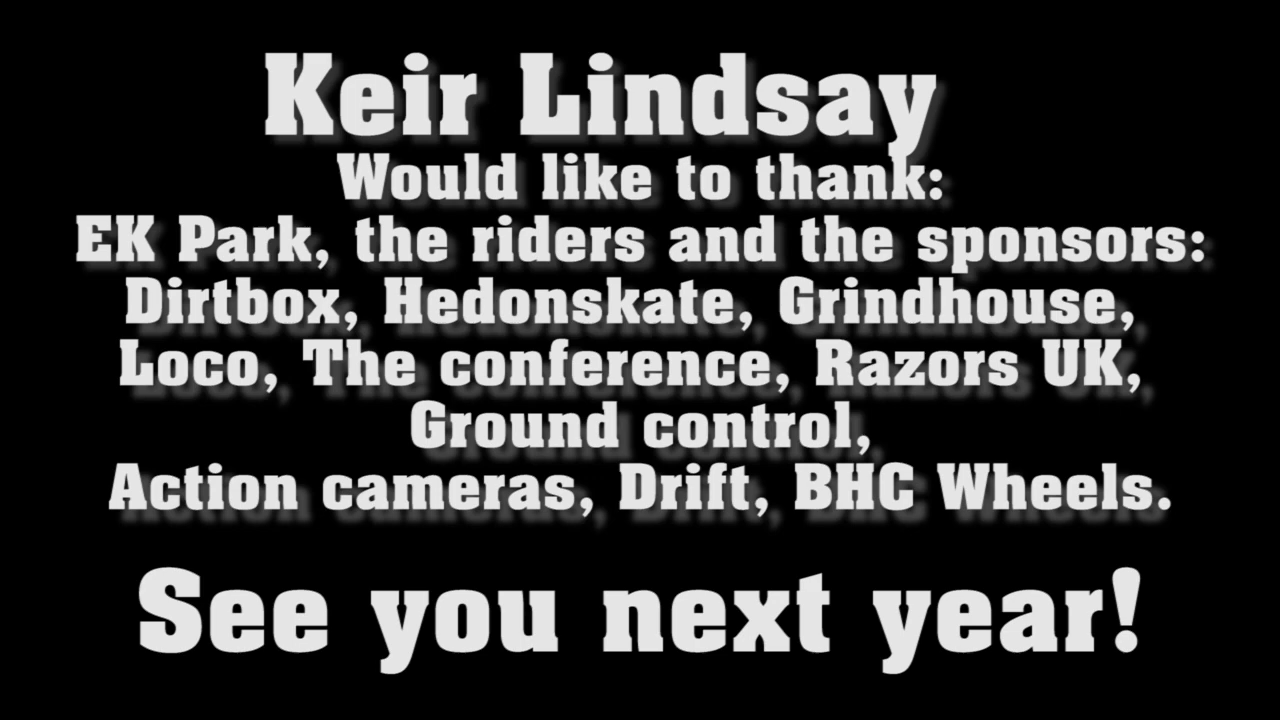 Keir Lindsay
Would like to thank:
EK Park, the riders and the sponsors:
Dirtbox, Hedonskate, Grindhouse,
Loco, The conference, Razors UK,
Ground control,
Action cameras, Drift, BHC Wheels.
See you next year!